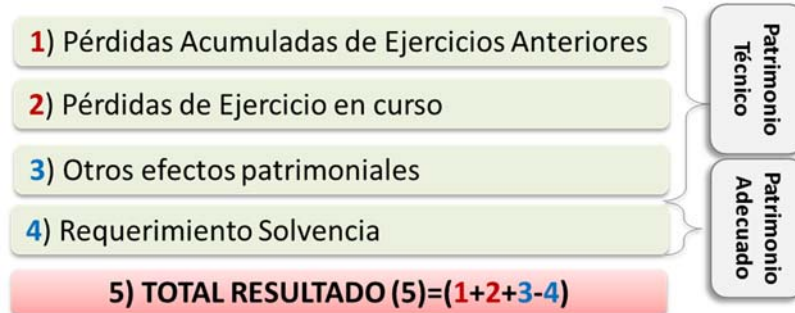 1) Pérdidas Acumuladas de Ejercicios Anteriores
2) Pérdidas de Ejercicio en curso
3) Otros efectos patrimoniales
Patrimonio
Técnico
4) Requerimiento Solvencia
Patrimonio
Adecuado
5) TOTAL RESULTADO (5)=(1+2+3-4)